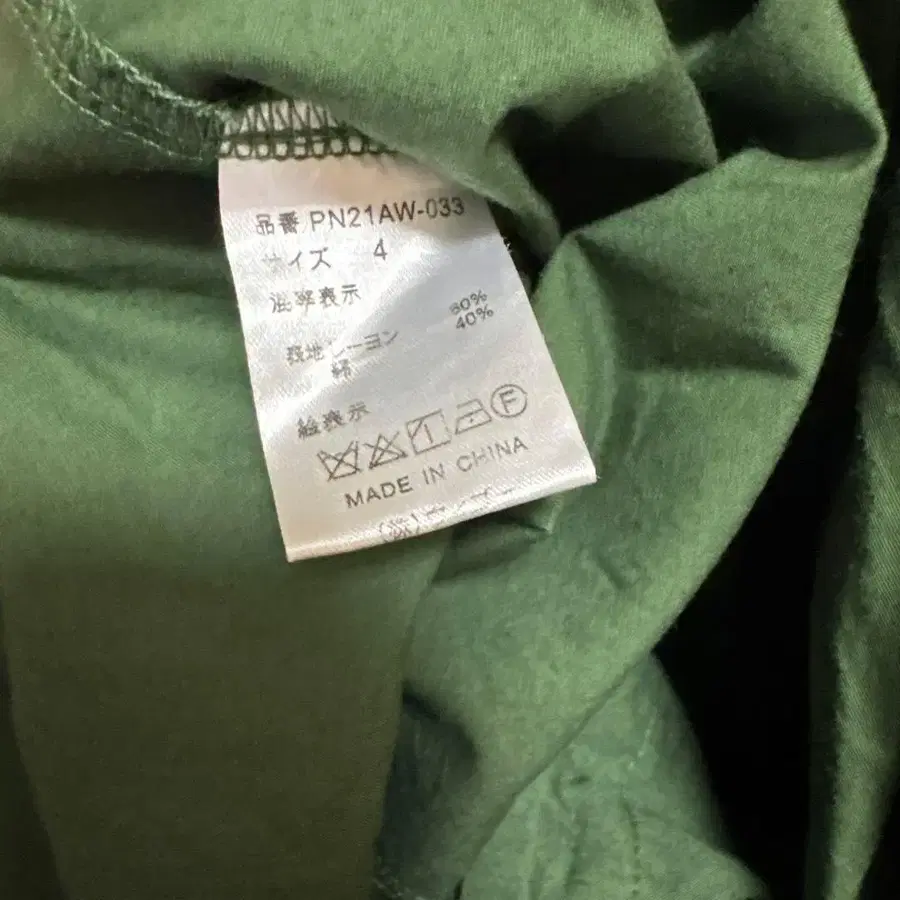 品番 PN21AW-033
サイズ 4
混率表示
表地 レーヨン 60%
綿 40%
絵表示
F
MADE IN CHINA